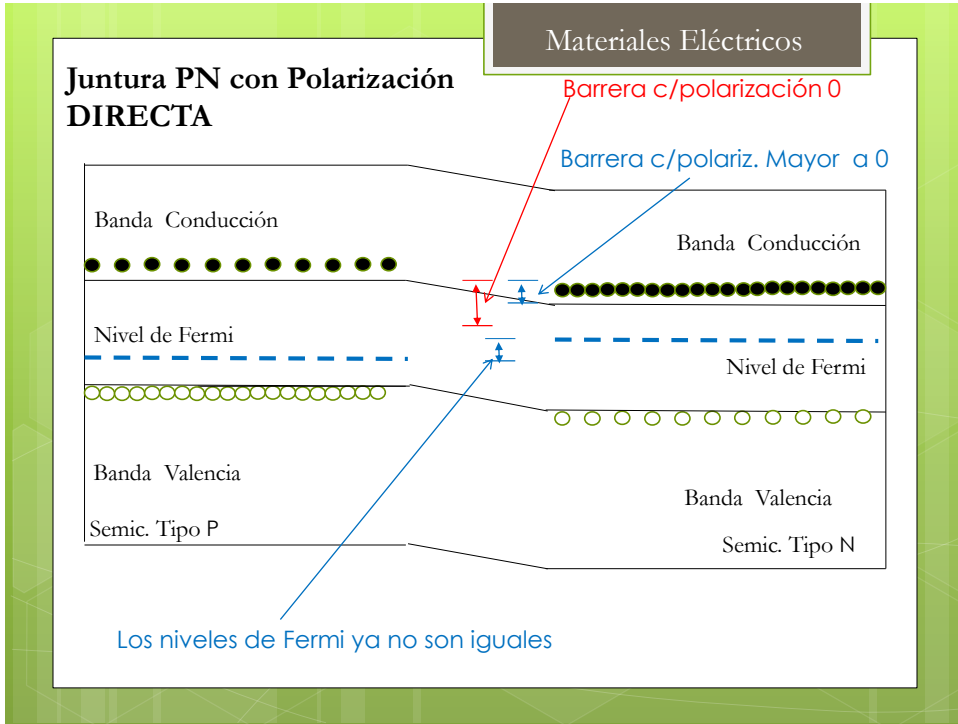 Materiales Eléctricos
Juntura PN con Polarización
DIRECTA
Barrera c/polarización 0
Barrera c/polariz. Mayor a 0
Banda Conducción
Banda Conducción
Nivel de Fermi
Nivel de Fermi
Banda Valencia
Banda Valencia
Semic. Tipo P
Semic. Tipo N
Los niveles de Fermi ya no son iguales